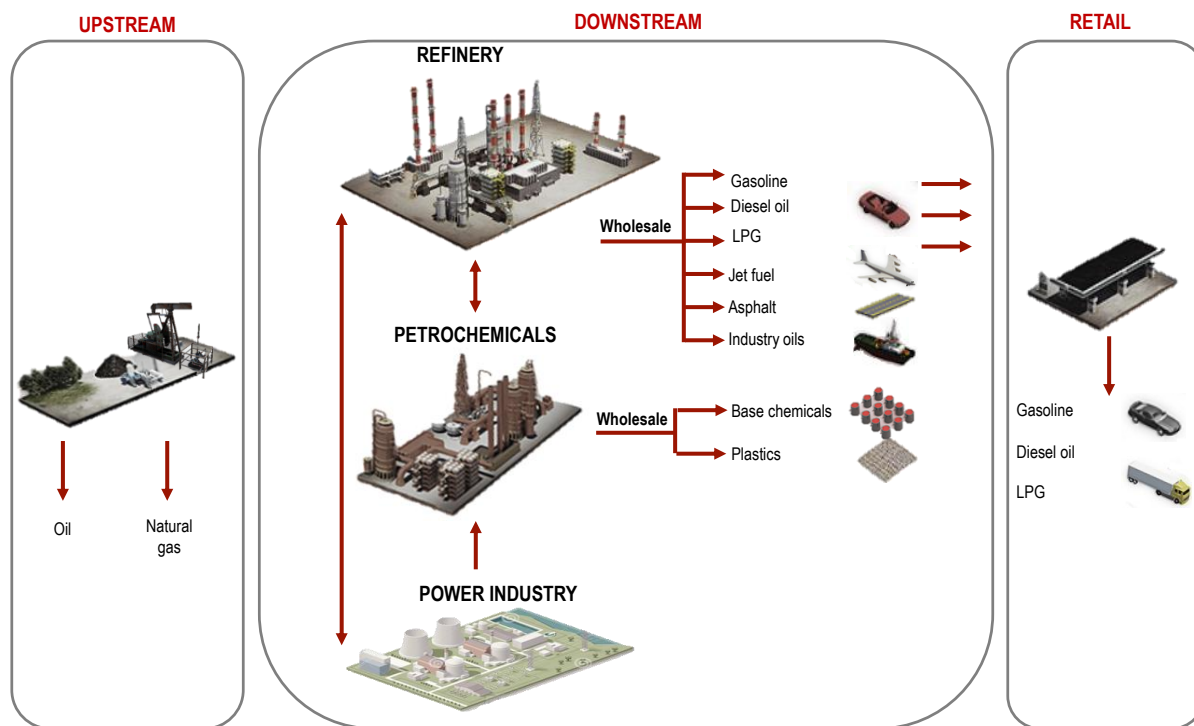 UPSTREAM
DOWNSTREAM
RETAIL
REFINERY
Wholesale
Gasoline
Diesel oil
LPG
Jet fuel
Asphalt
Industry oils
PETROCHEMICALS
Wholesale
Base chemicals
Plastics
POWER INDUSTRY
Oil
Natural
gas
Gasoline
Diesel oil
LPG